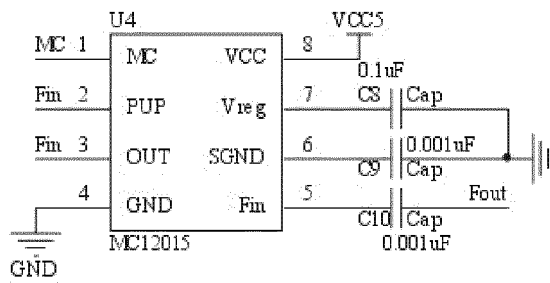 U4
VCC5
MC 1 MC VCC 8
0.1uF
Fin 2 PUP Vreg 7 C8 Cap
Fin 3 OUT SGND 6 0.001uF
C9 Cap
4 GND Fin 5 Fout
C10 Cap
MC12015 0.001uF
GND